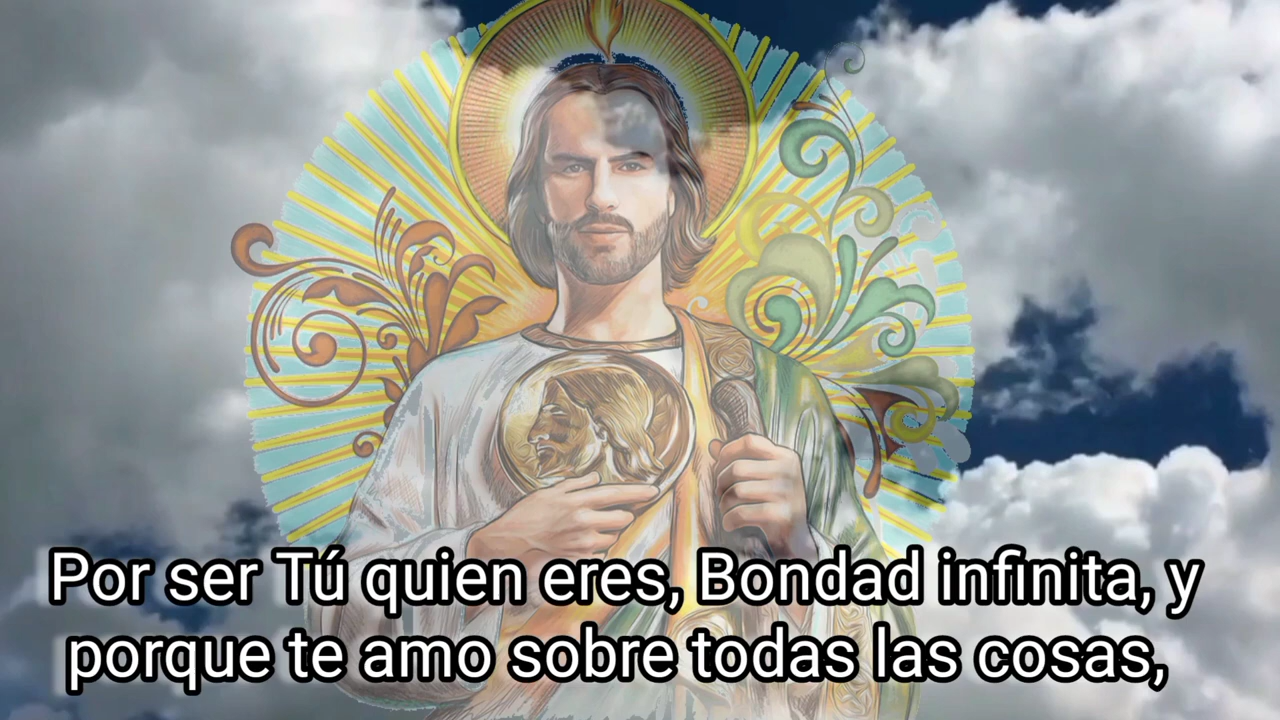 Por ser Tú quien eres, Bondad infinita, y
porque te amo sobre todas las cosas,